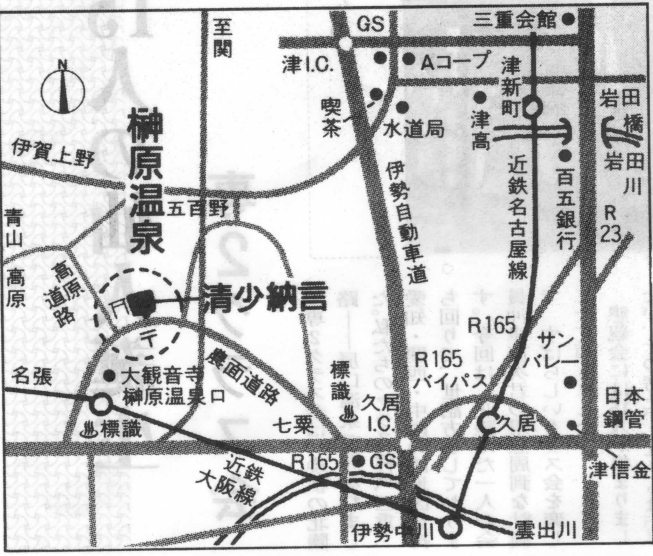 三重会館
GS
至関
津I.C.
Aコープ
津新町
N
喫茶
水道局
津高
岩田橋
岩田川
榊原温泉
伊賀上野
伊勢自動車道
近鉄名古屋線
百五銀行
五百野
R23
青山高原
高原道路
清少納言
R165
サンバレー
農面道路
標識
R165
バイパス
名張
大観音寺
榊原温泉口
久居I.C.
久居
日本鋼管
標識
七栗
R165
GS
津信金
近鉄大阪線
伊勢中川
雲出川